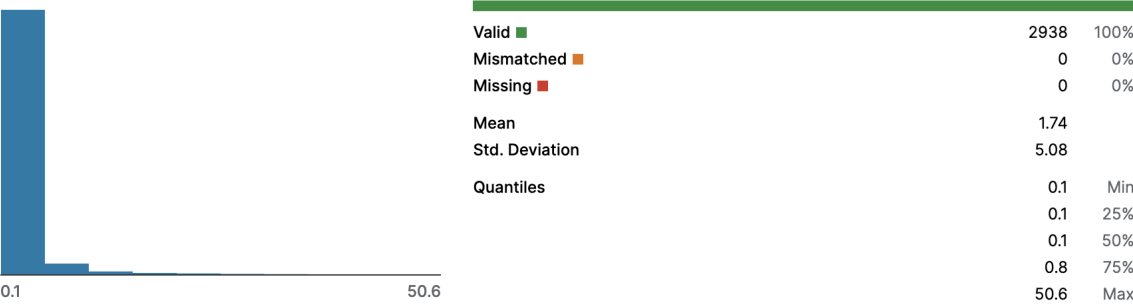 Valid 2938 100%
Mismatched 0 0%
Missing 0 0%
Mean 1.74
Std. Deviation 5.08
Quantiles 0.1 Min
0.1 25%
0.1 50%
0.8 75%
0.1 50.6 50.6 Max